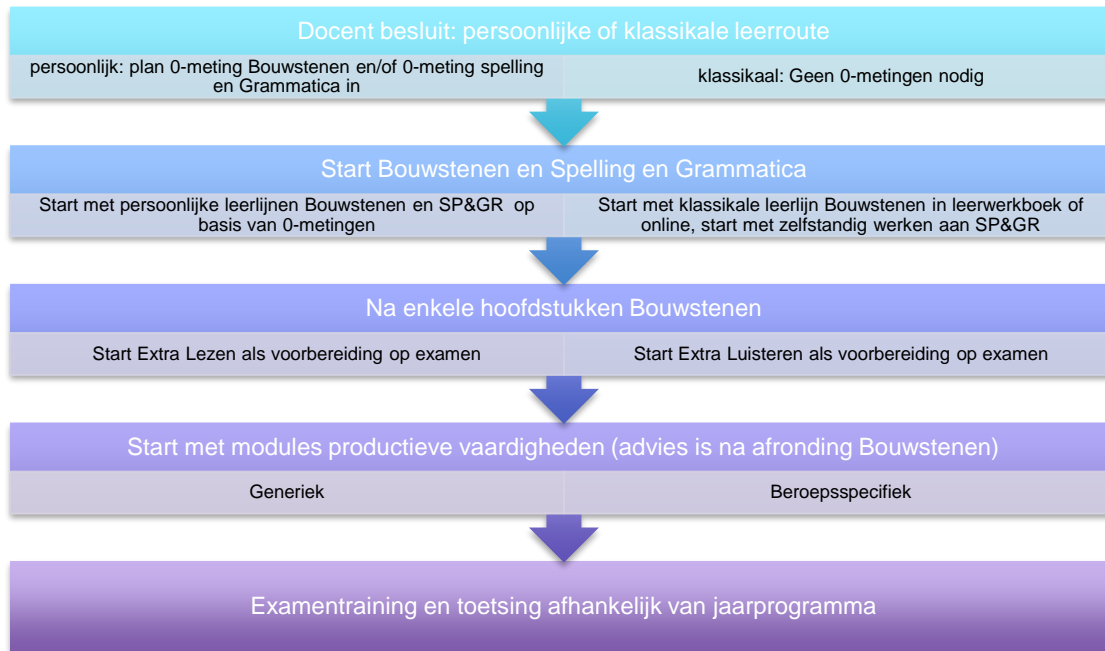 Docent besluit: persoonlijke of klassikale leerroute
persoonlijk: plan 0-meting Bouwstenen en/of 0-meting spelling
en Grammatica in
klassikaal: Geen 0-metingen nodig
Start Bouwstenen en Spelling en Grammatica
Start met persoonlijke leerlijnen Bouwstenen en SP&GR op
basis van 0-metingen
Start met klassikale leerlijn Bouwstenen in leerwerkboek of
online, start met zelfstandig werken aan SP&GR
Na enkele hoofdstukken Bouwstenen
Start Extra Lezen als voorbereiding op examen
Start Extra Luisteren als voorbereiding op examen
Start met modules productieve vaardigheden (advies is na afronding Bouwstenen)
Generiek
Beroepsspecifiek
Examentraining en toetsing afhankelijk van jaarprogramma